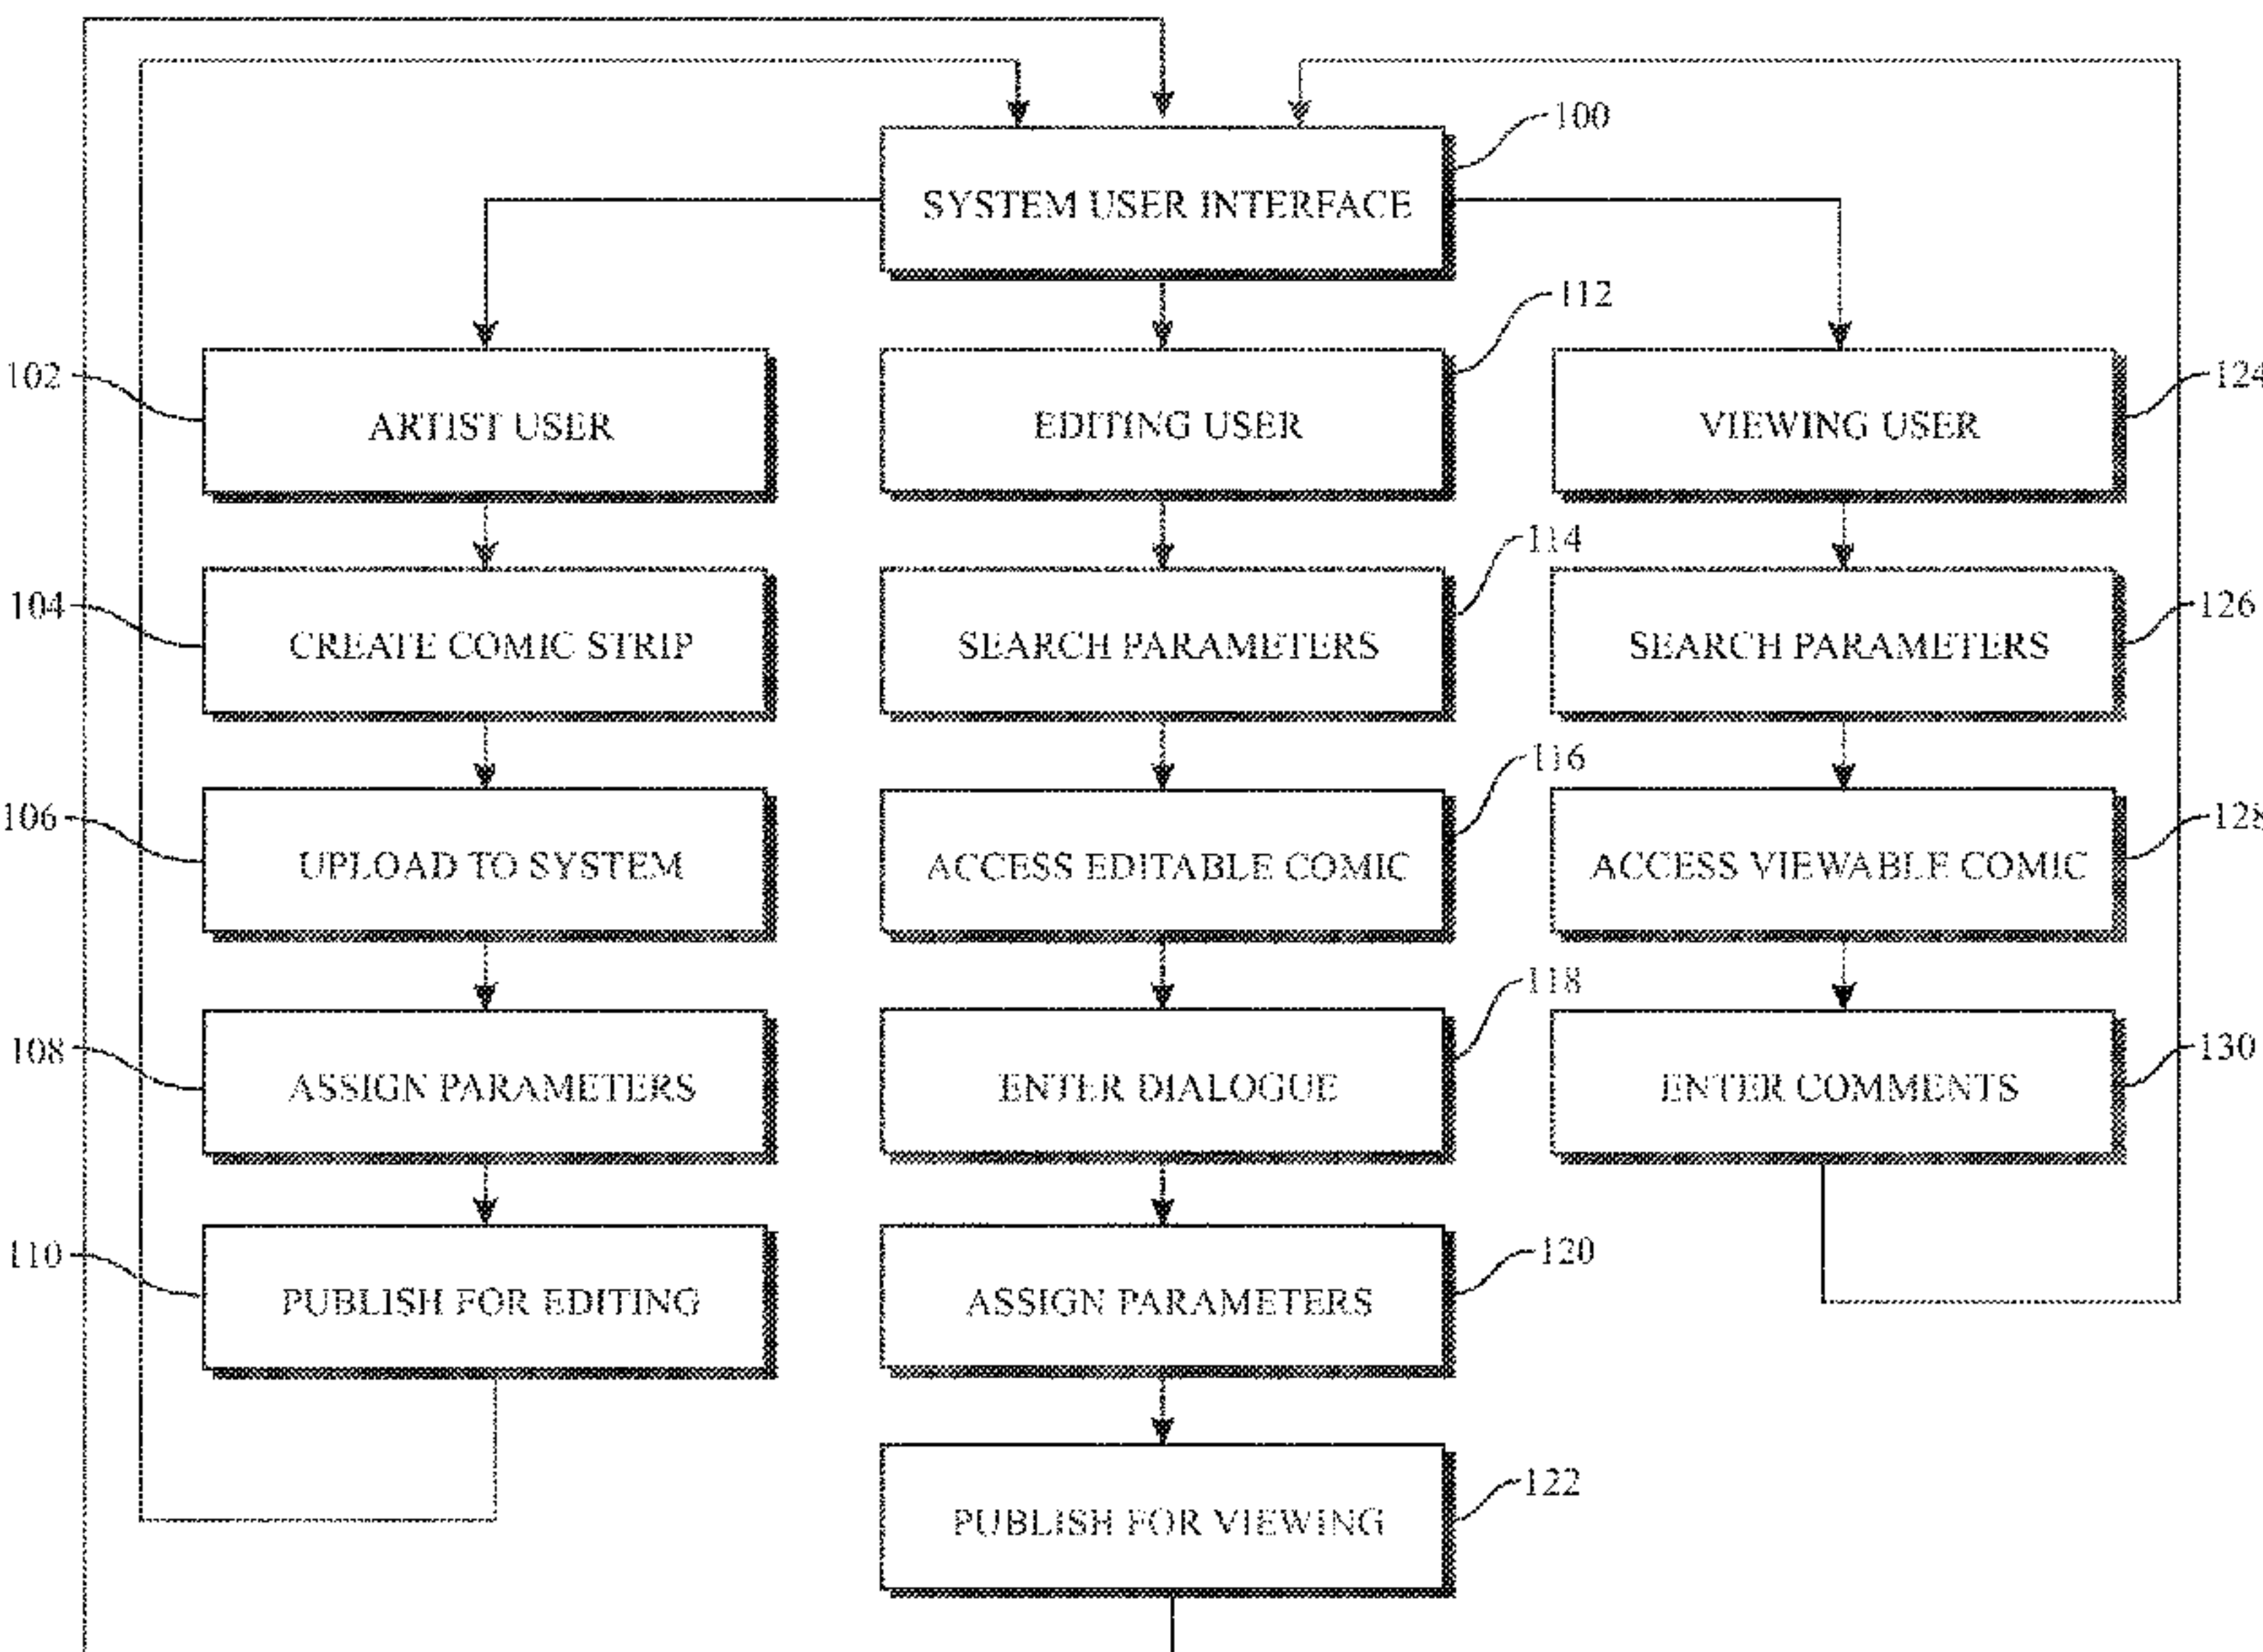 100
SYSTEM USER INTERFACE
112
102
ARTIST USER
EDITING USER
VIEWING USER
124
114
104
CREATE COMIC STRIP
SEARCH PARAMETERS
SEARCH PARAMETERS
126
116
106
UPLOAD TO SYSTEM
ACCESS EDITABLE COMIC
ACCESS VIEWABLE COMIC
128
118
108
ASSIGN PARAMETERS
ENTER DIALOGUE
ENTER COMMENTS
130
110
PUBLISH FOR EDITING
ASSIGN PARAMETERS
120
PUBLISH FOR VIEWING
122